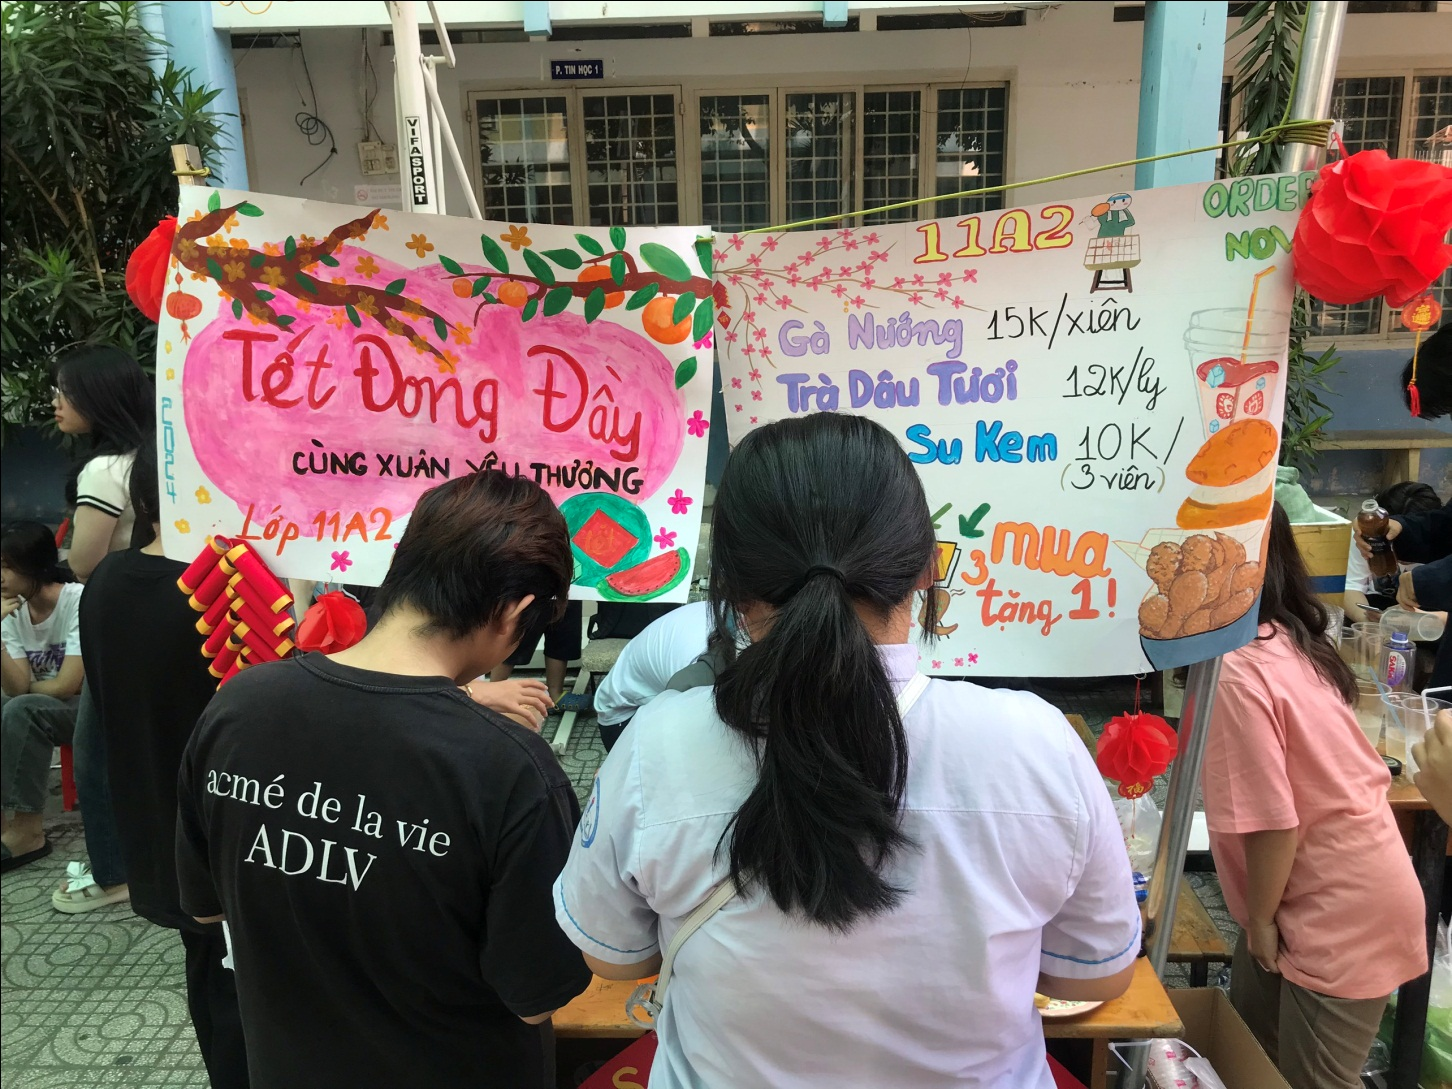 P. TIN HỌC 1
VIFASPORT
Tết Đong Đầy
CÙNG XUÂN YÊU THƯƠNG
Lớp 11A2
2024
11A2
ORDER
NOW
Gà Nướng 15K/xiên
Trà Dâu Tươi 12K/ly
Su Kem 10K/
(3 viên)
mua 3
tặng 1!
acmé de la vie
ADLV